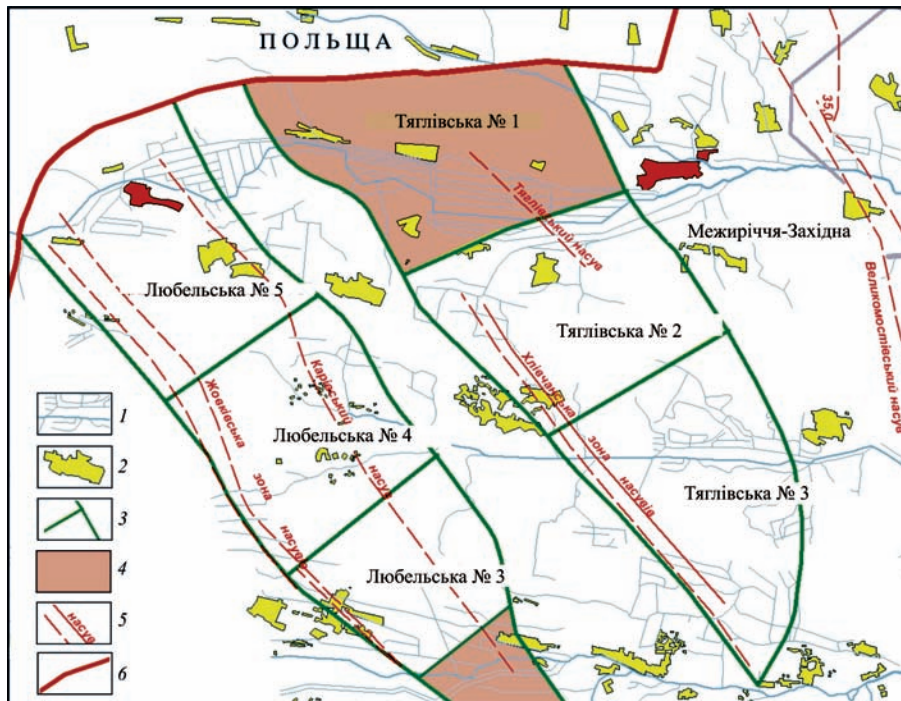 ПОЛЬЩА
Тяглівська № 1
35,0
Тяглівський насув
Межиріччя-Західна
Великомостівський насув
Любельська № 5
Тяглівська № 2
Хлівчанська
зона
насувів
Карівський
насув
Жовківська
зона
насувів
Любельська № 4
Тяглівська № 3
Любельська № 3
1
2
3
4
насув
5
6